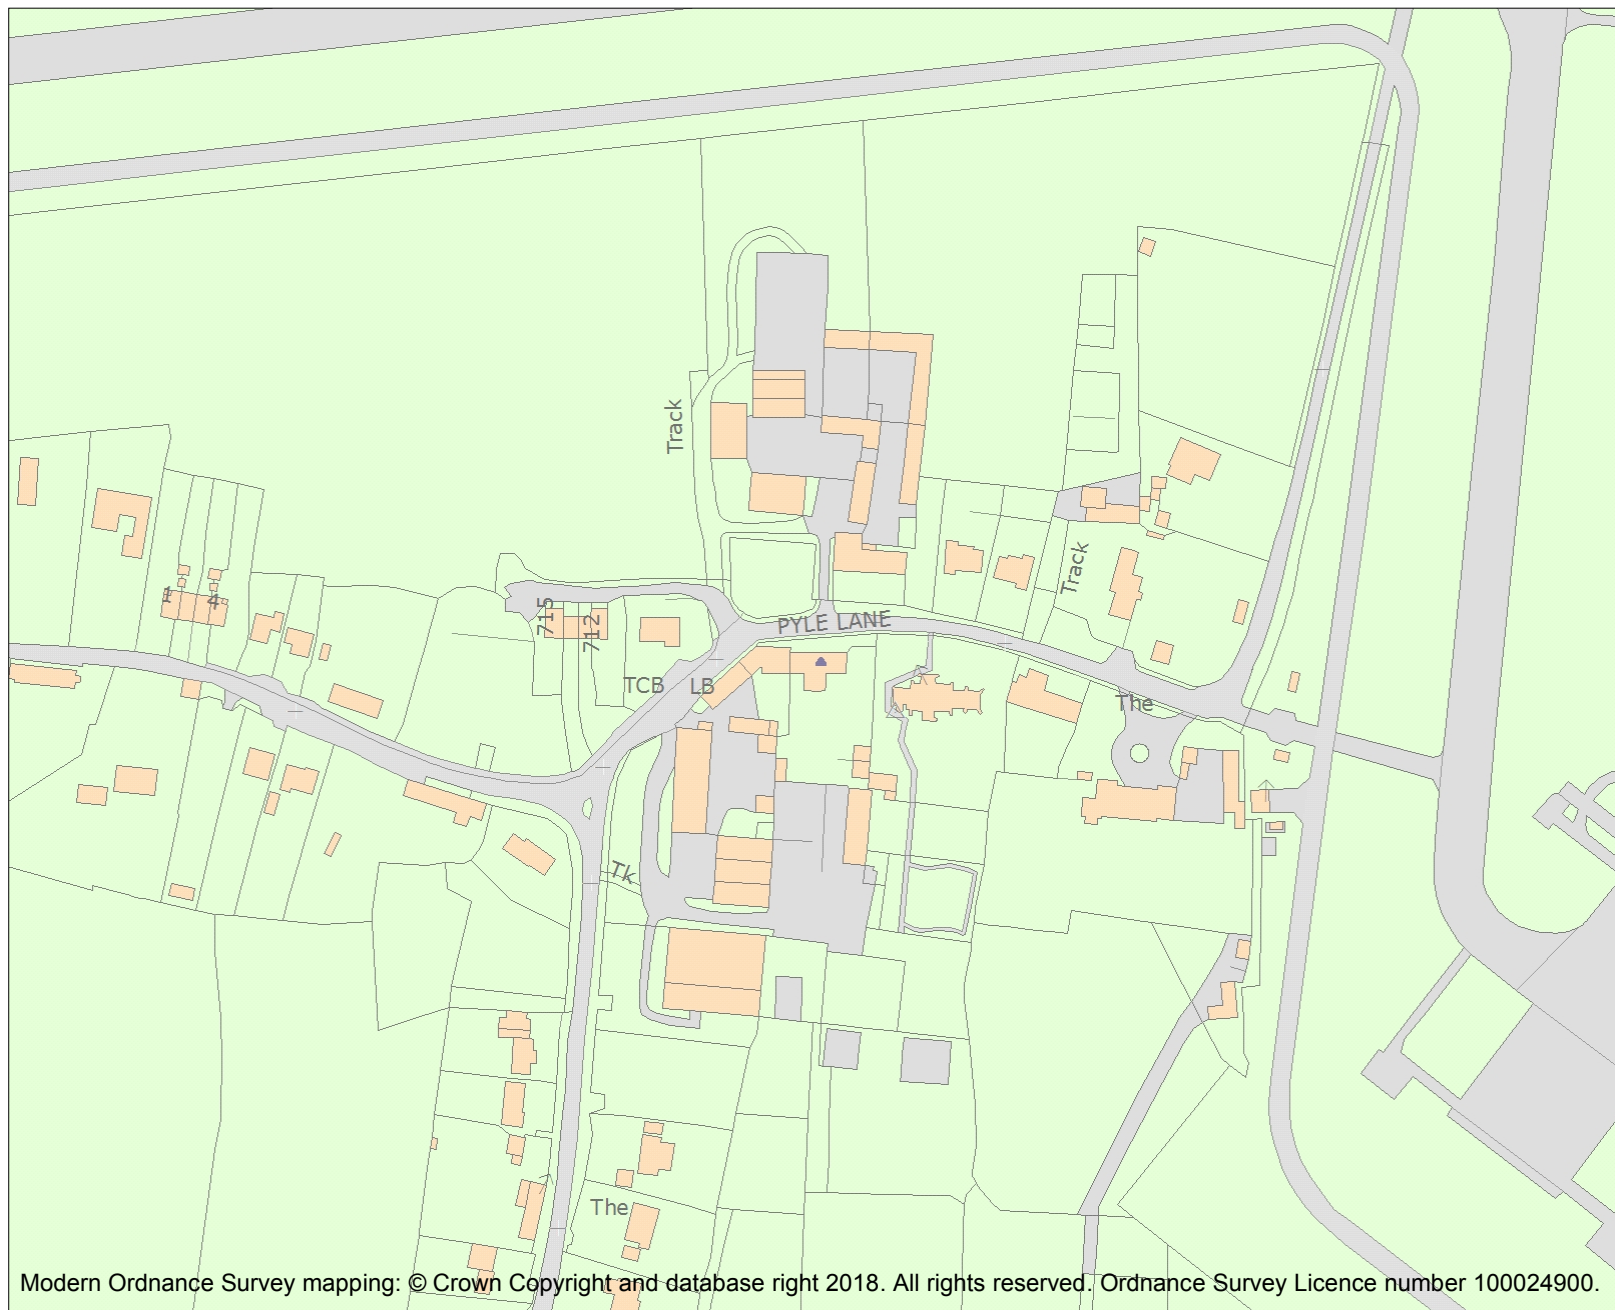 Track
Track
1
4
715
712
PYLE LANE
TCB
LB
The
Tk
The
Modern Ordnance Survey mapping: © Crown Copyright and database right 2018. All rights reserved. Ordnance Survey Licence number 100024900.